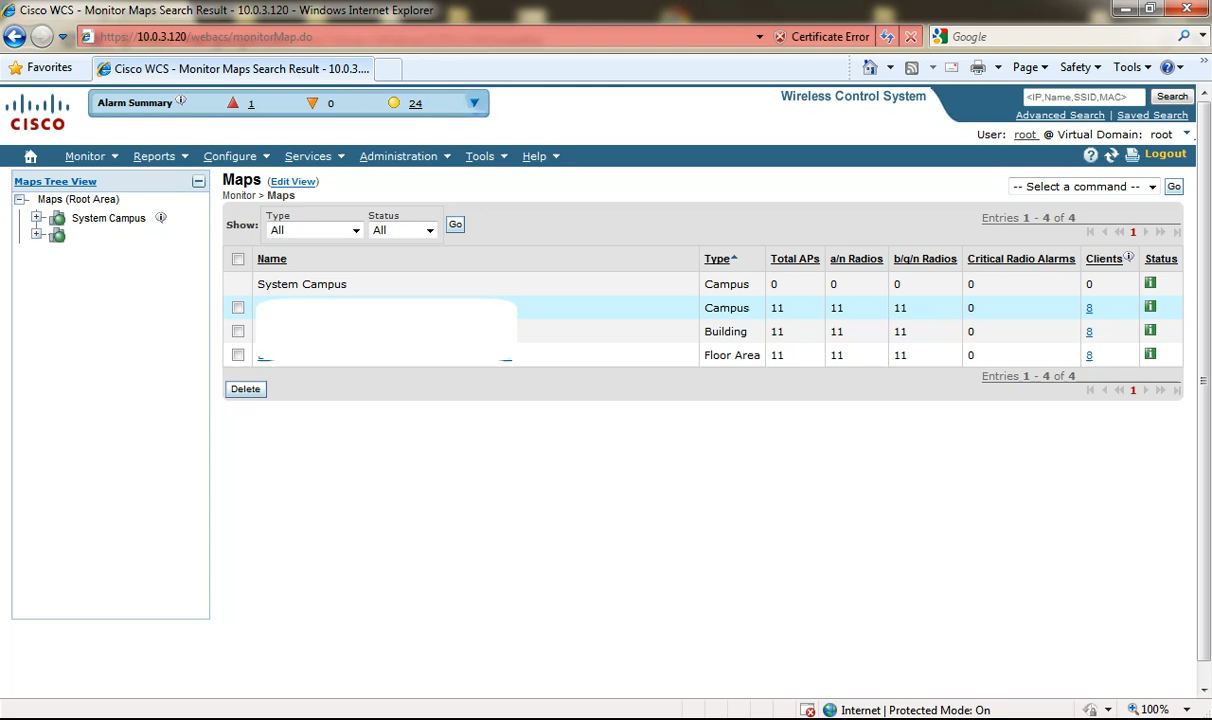 Cisco WCS - Monitor Maps Search Result - 10.0.3.120 - Windows Internet Explorer
https://10.0.3.120/webacs/monitorMap.do
Certificate Error
Google
Favorites
Cisco WCS - Monitor Maps Search Result - 10.0.3....
Page
Safety
Tools
Alarm Summary 1 0 24
Wireless Control System
<IP,Name,SSID,MAC>
Search
Advanced Search | Saved Search
CISCO
User: root @ Virtual Domain: root
Monitor Reports Configure Services Administration Tools Help
Logout
Maps Tree View
Maps (Root Area)
System Campus
Maps (Edit View)
Monitor > Maps
-- Select a command -- Go
Show:
Type
All
Status
All
Go
Entries 1 - 4 of 4
1
Name Type Total APs a/n Radios b/g/n Radios Critical Radio Alarms Clients Status
System Campus Campus 0 0 0 0 0
Campus 11 11 11 0 8
Building 11 11 11 0 8
Floor Area 11 11 11 0 8
Entries 1 - 4 of 4
1
Delete
Internet | Protected Mode: On
100%